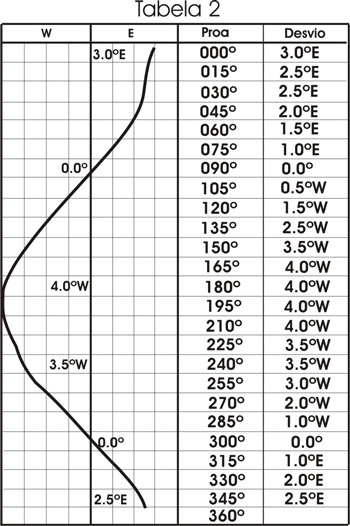 Tabela 2
W E Proa Desvio
3.0ºE 000º 3.0ºE
015º 2.5ºE
030º 2.5ºE
045º 2.0ºE
060º 1.5ºE
075º 1.0ºE
0.0º 090º 0.0º
105º 0.5ºW
120º 1.5ºW
135º 2.5ºW
150º 3.5ºW
165º 4.0ºW
4.0ºW 180º 4.0ºW
195º 4.0ºW
210º 4.0ºW
225º 3.5ºW
3.5ºW 240º 3.5ºW
255º 3.0ºW
270º 2.0ºW
285º 1.0ºW
0.0º 300º 0.0º
315º 1.0ºE
330º 2.0ºE
2.5ºE 345º 2.5ºE
360º